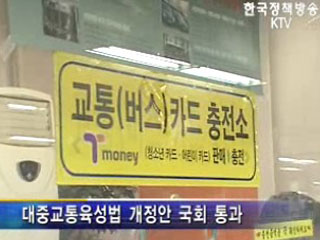 한국정책방송
KTV
교통(버스)카드 충전소
T money (청소년 카드·어린이 카드) 판매/충전
대중교통육성법 개정안 국회 통과